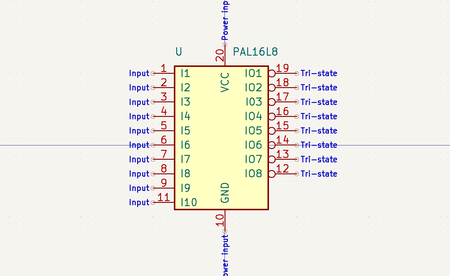 Power input
U PAL16L8
20
VCC
Input 1 I1 IO1 19 Tri-state
Input 2 I2 IO2 18 Tri-state
Input 3 I3 IO3 17 Tri-state
Input 4 I4 IO4 16 Tri-state
Input 5 I5 IO5 15 Tri-state
Input 6 I6 IO6 14 Tri-state
Input 7 I7 IO7 13 Tri-state
Input 8 I8 IO8 12 Tri-state
Input 9 I9
Input 11 I10
GND
10
ower input